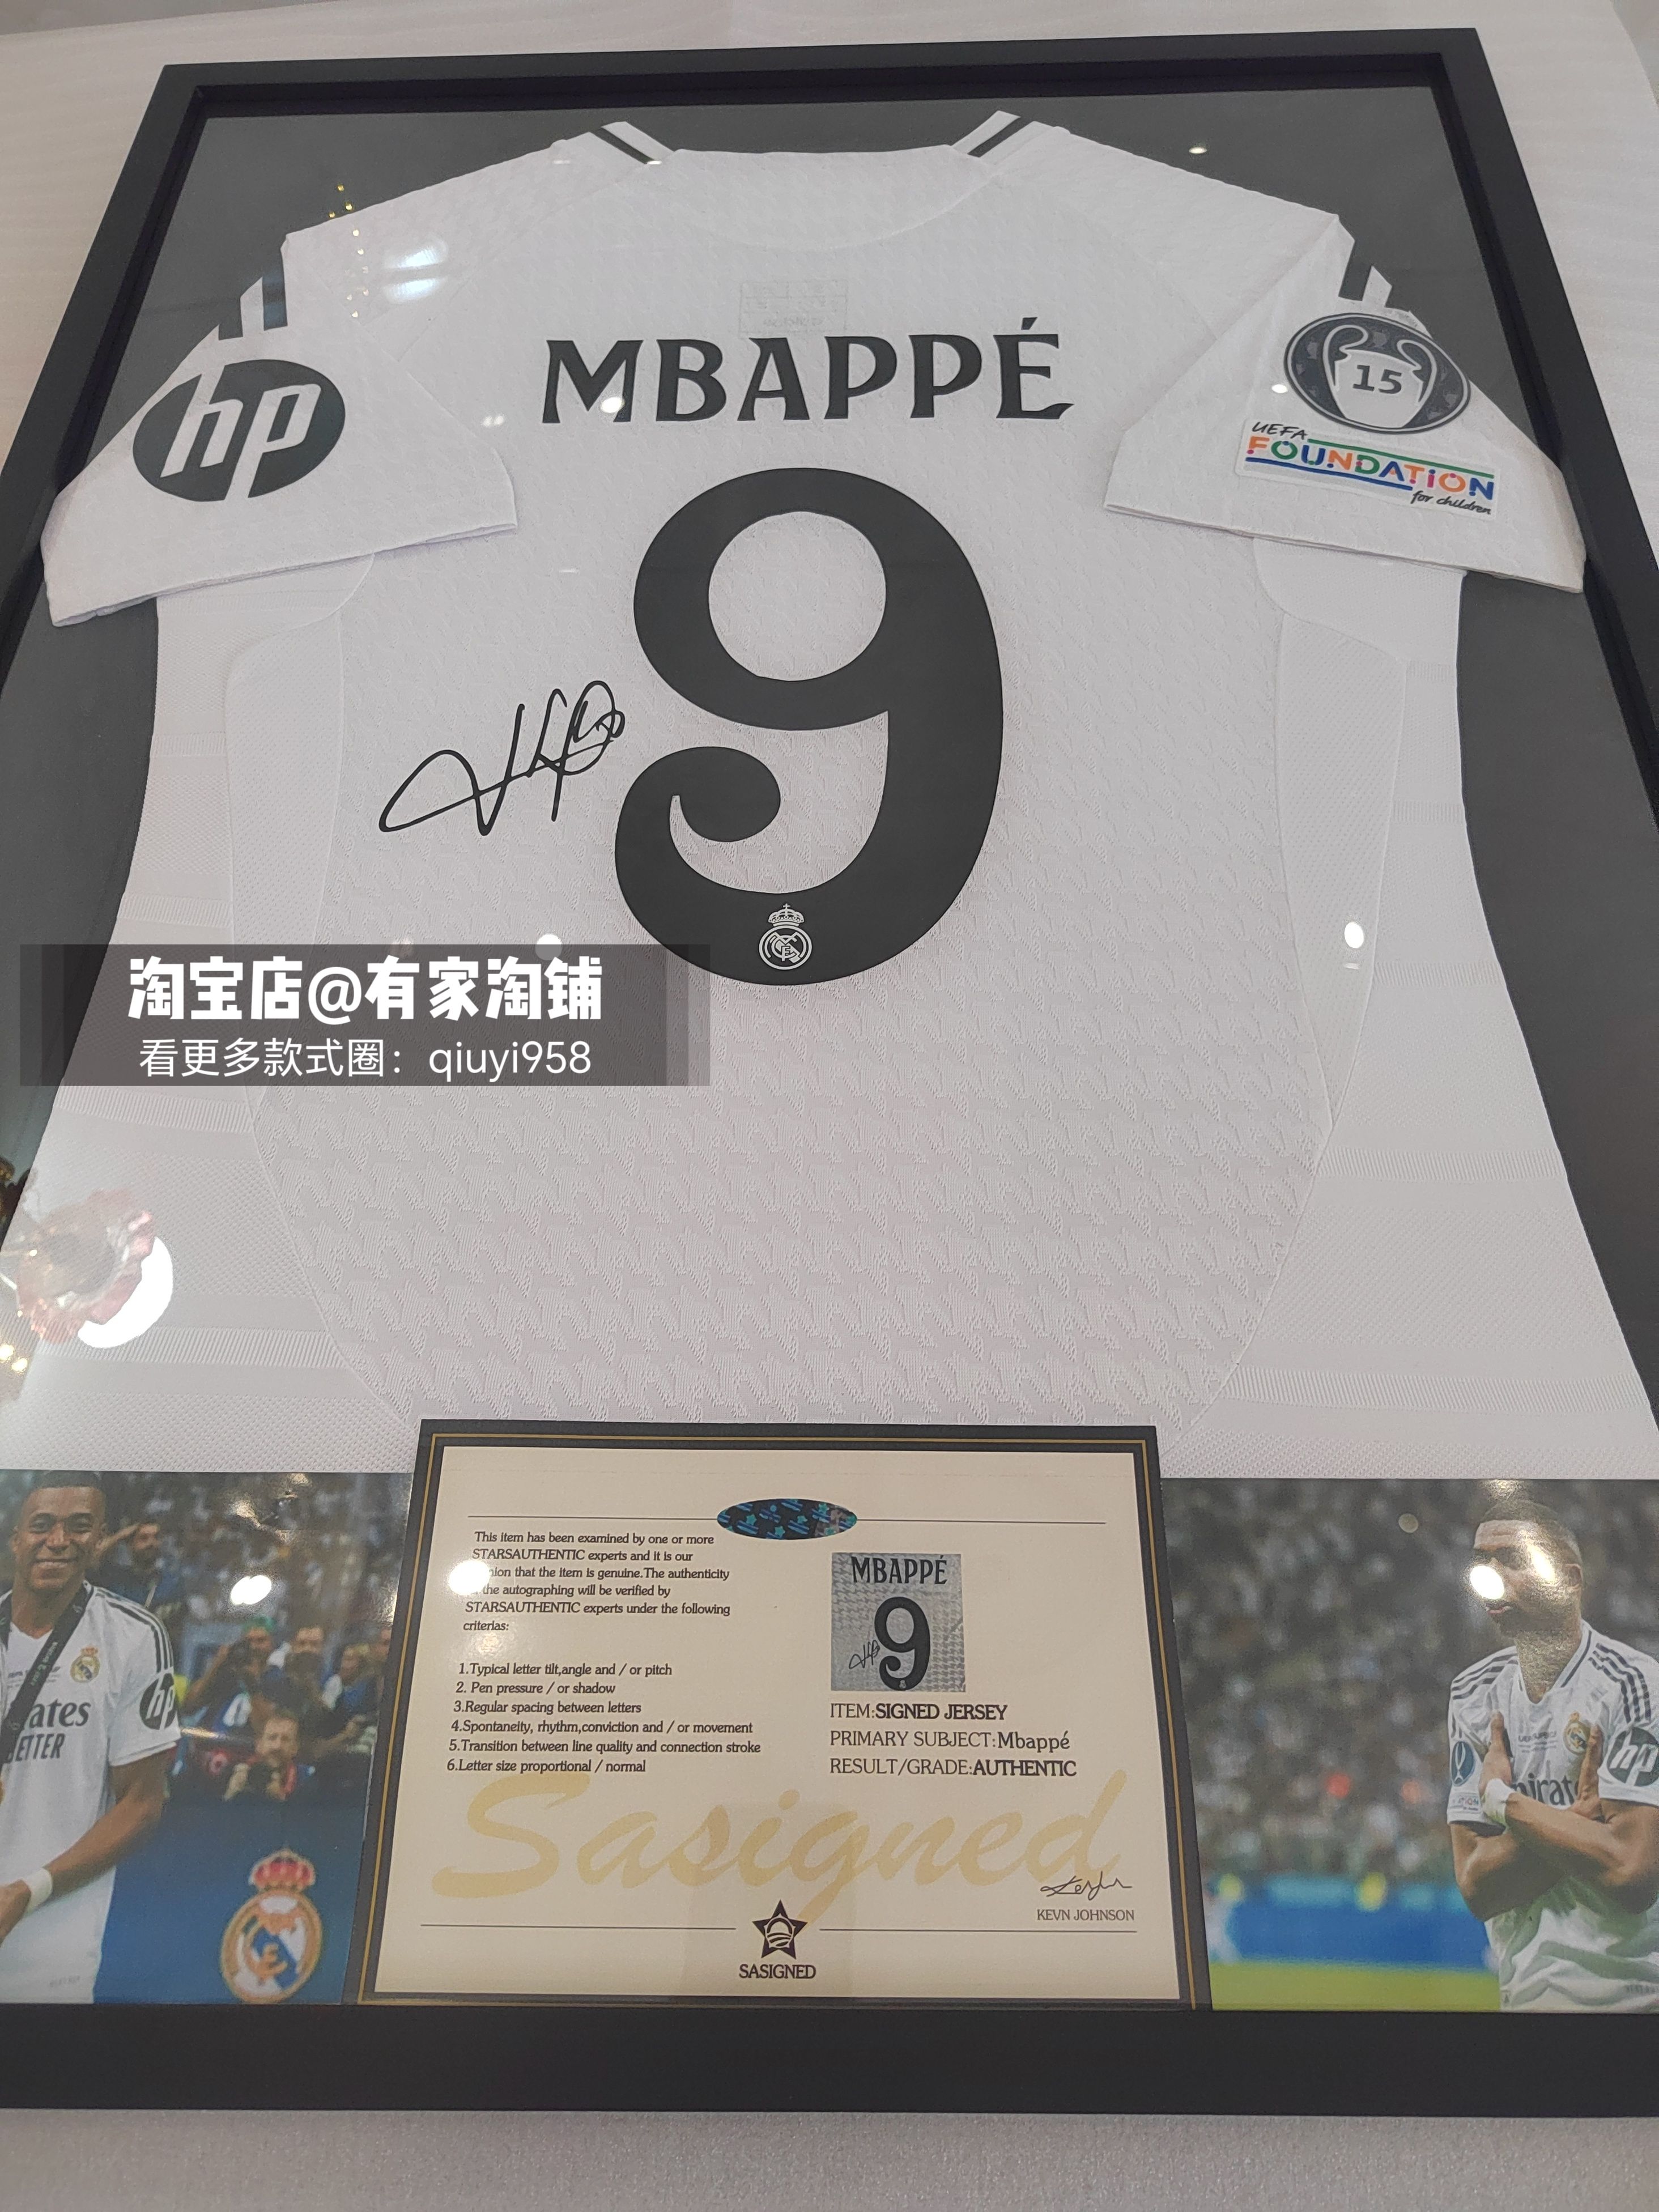 MBAPPÉ
hp
15
UEFA
FOUNDATION
for children
9
淘宝店@有家淘铺
看更多款式圈：qiuyi958
This item has been examined by one or more
STARSAUTHENTIC experts and it is our
the item is genuine.The authenticity
the autographing will be verified by
STARSAUTHENTIC experts under the following
criterias:
1.Typical letter tilt,angle and / or pitch
2. Pen pressure / or shadow
3.Regular spacing between letters
4.Spontaneity, rhythm,conviction and / or movement
5.Transition between line quality and connection stroke
6.Letter size proportional / normal
MBAPPÉ
9
ITEM:SIGNED JERSEY
PRIMARY SUBJECT:Mbappé
RESULT/GRADE:AUTHENTIC
Sasigned
KEVN JOHNSON
SASIGNED
hp
hp